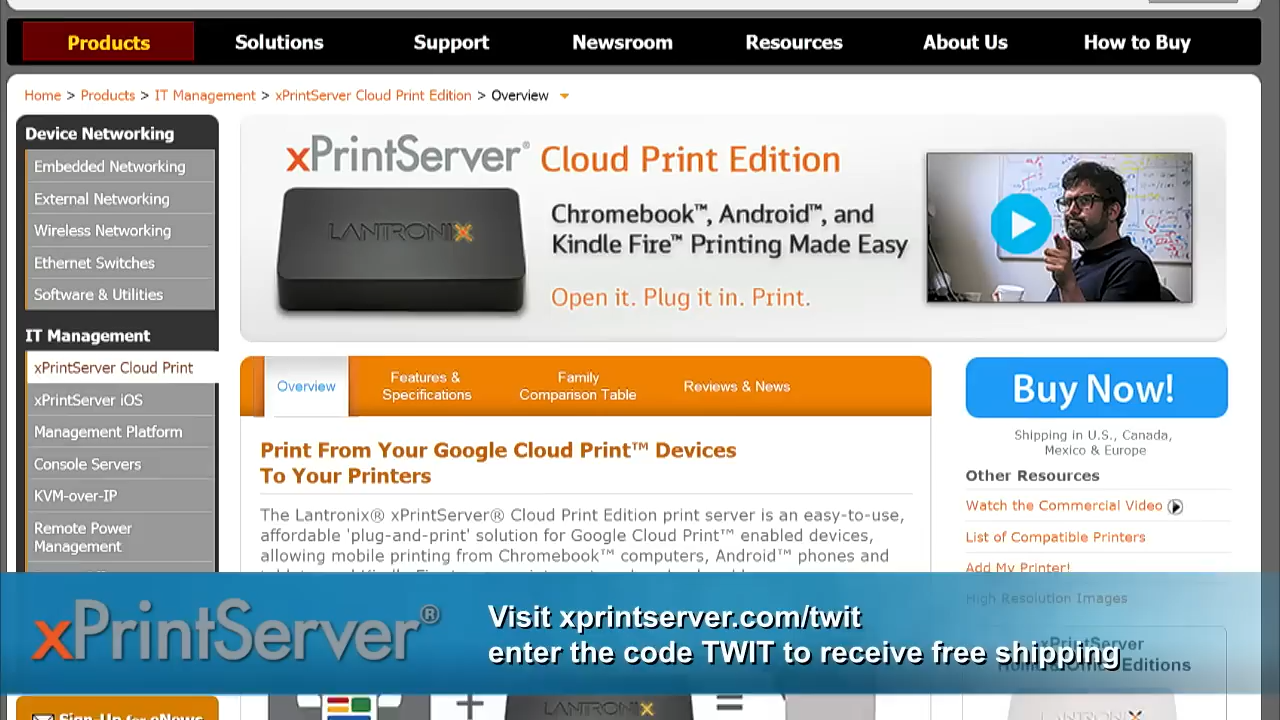 Products
Solutions
Support
Newsroom
Resources
About Us
How to Buy
Home > Products > IT Management > xPrintServer Cloud Print Edition > Overview
Device Networking
Embedded Networking
External Networking
Wireless Networking
Ethernet Switches
Software & Utilities
IT Management
xPrintServer Cloud Print
xPrintServer iOS
Management Platform
Console Servers
KVM-over-IP
Remote Power
Management
xPrintServer® Cloud Print Edition
LANTRONIX
Chromebook™, Android™, and
Kindle Fire™ Printing Made Easy
Open it. Plug it in. Print.
Overview
Features &
Specifications
Family
Comparison Table
Reviews & News
Print From Your Google Cloud Print™ Devices
To Your Printers
The Lantronix® xPrintServer® Cloud Print Edition print server is an easy-to-use,
affordable 'plug-and-print' solution for Google Cloud Print™ enabled devices,
allowing mobile printing from Chromebook™ computers, Android™ phones and
Buy Now!
Shipping in U.S., Canada,
Mexico & Europe
Other Resources
Watch the Commercial Video
List of Compatible Printers
Add My Printer!
High Resolution Images
xPrintServer
Editions
xPrintServer®
Visit xprintserver.com/twit
enter the code TWIT to receive free shipping
Sign-Up for eNews
LANTRONIX